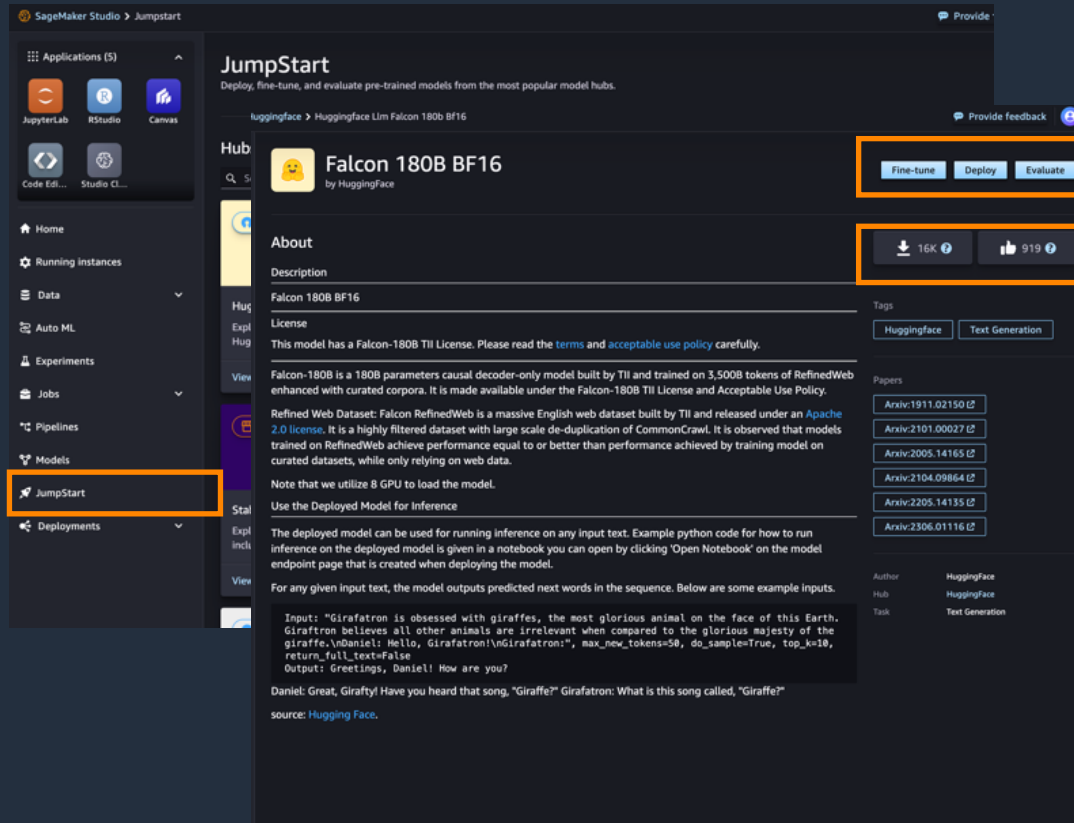 SageMaker Studio > Jumpstart
Provide
Applications (5)
JupyterLab
RStudio
Canvas
Code Edi...
Studio Cl...
Home
Running instances
Data
Auto ML
Experiments
Jobs
Pipelines
Models
JumpStart
Deployments
JumpStart
Deploy, fine-tune, and evaluate pre-trained models from the most popular model hubs.
Hub
View
View
Huggingface > Huggingface Llm Falcon 180b Bf16
Provide feedback
Falcon 180B BF16
by HuggingFace
Fine-tune
Deploy
Evaluate
About
Description
Falcon 180B BF16
License
This model has a Falcon-180B TII License. Please read the terms and acceptable use policy carefully.
Falcon-180B is a 180B parameters causal decoder-only model built by TII and trained on 3,500B tokens of RefinedWeb
enhanced with curated corpora. It is made available under the Falcon-180B TII License and Acceptable Use Policy.
Refined Web Dataset: Falcon RefinedWeb is a massive English web dataset built by TII and released under an Apache
2.0 license. It is a highly filtered dataset with large scale de-duplication of CommonCrawl. It is observed that models
trained on RefinedWeb achieve performance equal to or better than performance achieved by training model on
curated datasets, while only relying on web data.
Note that we utilize 8 GPU to load the model.
Use the Deployed Model for Inference
The deployed model can be used for running inference on any input text. Example python code for how to run
inference on the deployed model is given in a notebook you can open by clicking 'Open Notebook' on the model
endpoint page that is created when deploying the model.
For any given input text, the model outputs predicted next words in the sequence. Below are some example inputs.
Input: "Girafatron is obsessed with giraffes, the most glorious animal on the face of this Earth.
Giraftron believes all other animals are irrelevant when compared to the glorious majesty of the
giraffe.\nDaniel: Hello, Girafatron!\nGirafatron:", max_new_tokens=50, do_sample=True, top_k=10,
return_full_text=False
Output: Greetings, Daniel! How are you?
Daniel: Great, Girafty! Have you heard that song, "Giraffe?" Girafatron: What is this song called, "Giraffe?"
source: Hugging Face.
16K
919
Tags
Huggingface
Text Generation
Papers
Arxiv:1911.02150
Arxiv:2101.00027
Arxiv:2005.14165
Arxiv:2104.09864
Arxiv:2205.14135
Arxiv:2306.01116
Author HuggingFace
Hub HuggingFace
Task Text Generation